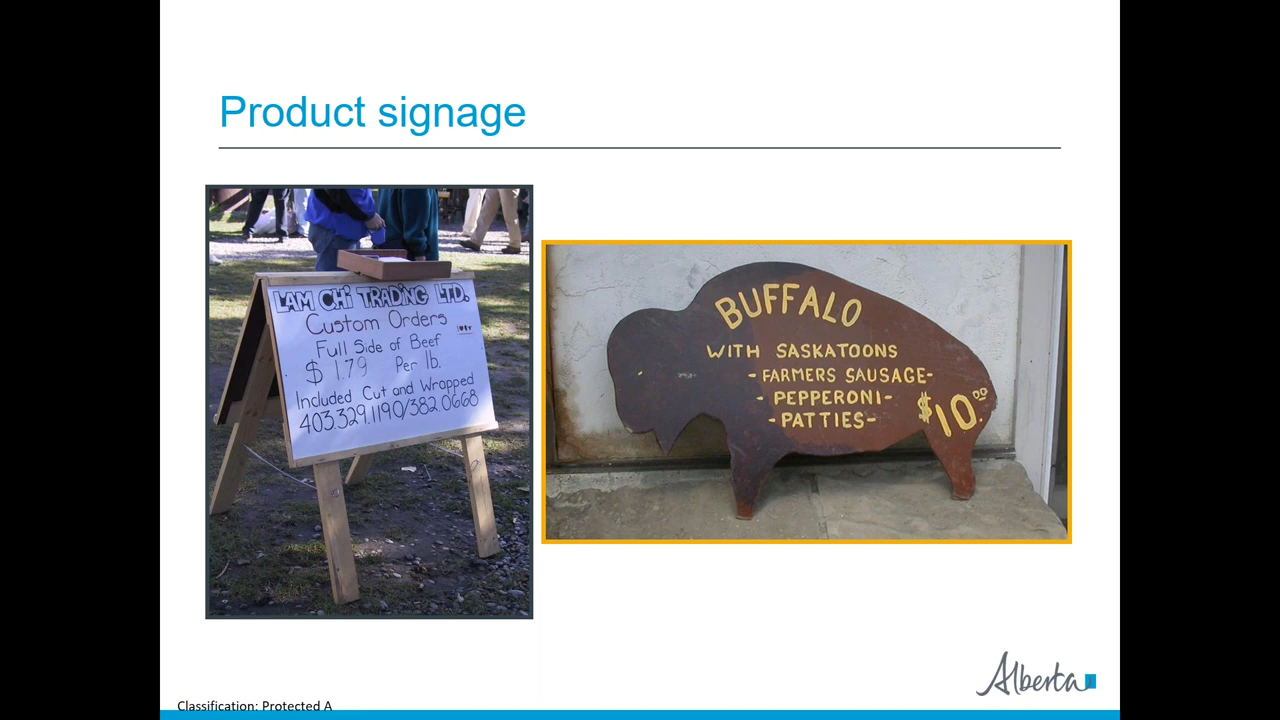 Product signage
LAM CHi TRADiNG LTD.
Custom Orders
Full Side of Beef
$ 1.79 Per lb.
Included Cut and Wrapped
403.329.1190/382.0668
BUFFALO
WITH SASKATOONS
-FARMERS SAUSAGE-
-PEPPERONI-
-PATTIES-
$10.00
Alberta
Classification: Protected A